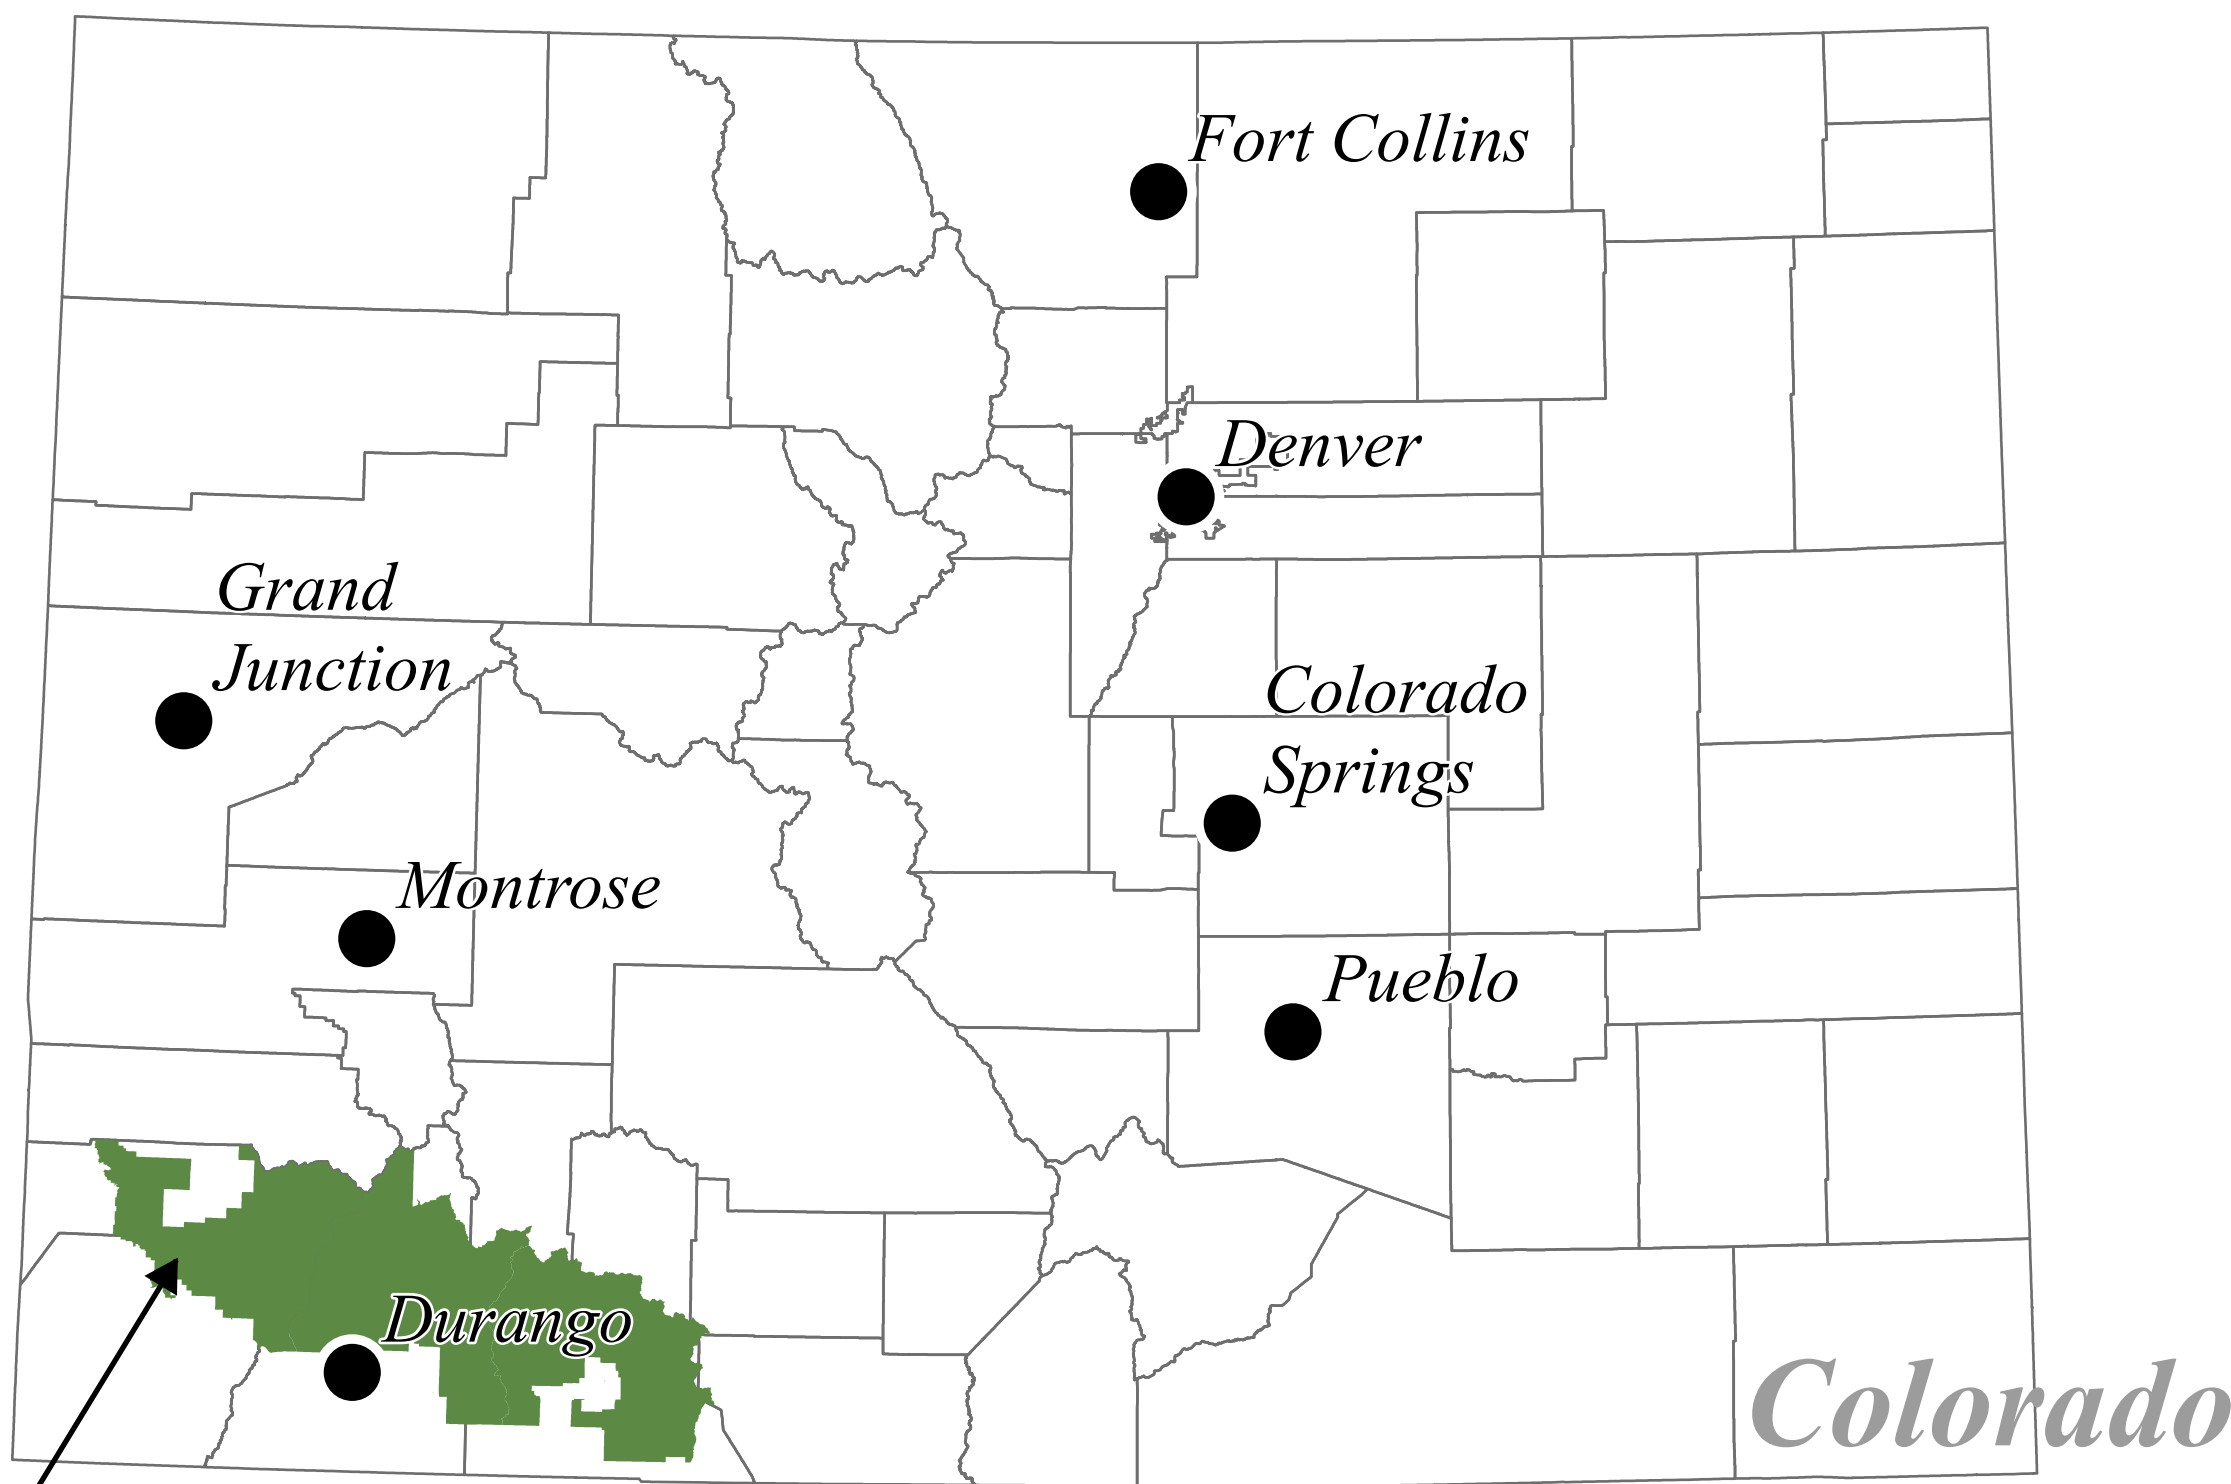 Fort Collins
Denver
Grand
Junction
Colorado
Springs
Montrose
Pueblo
Durango
Colorado